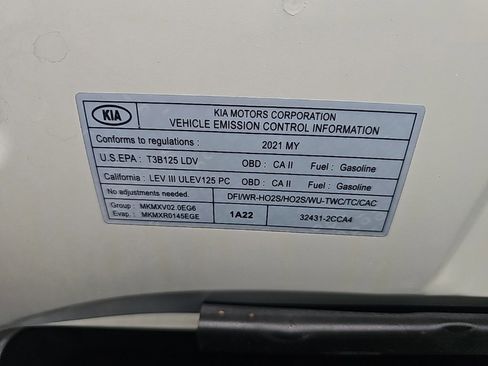 KIA
KIA MOTORS CORPORATION
VEHICLE EMISSION CONTROL INFORMATION
Conforms to regulations : 2021 MY
U.S.EPA : T3B125 LDV OBD : CA II Fuel : Gasoline
California : LEV III ULEV125 PC OBD : CA II Fuel : Gasoline
No adjustments needed. DFI/WR-HO2S/HO2S/WU-TWC/TC/CAC
Group : MKMXV02.0EG6
Evap. : MKMXR0145EGE 1A22 32431-2CCA4